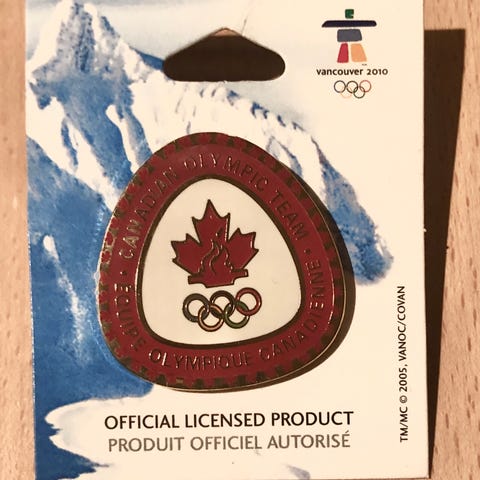 vancouver 2010
• CANADIAN OLYMPIC TEAM •
ÉQUIPE OLYMPIQUE CANADIENNE
TM/MC © 2005, VANOC/COVAN
OFFICIAL LICENSED PRODUCT
PRODUIT OFFICIEL AUTORISÉ